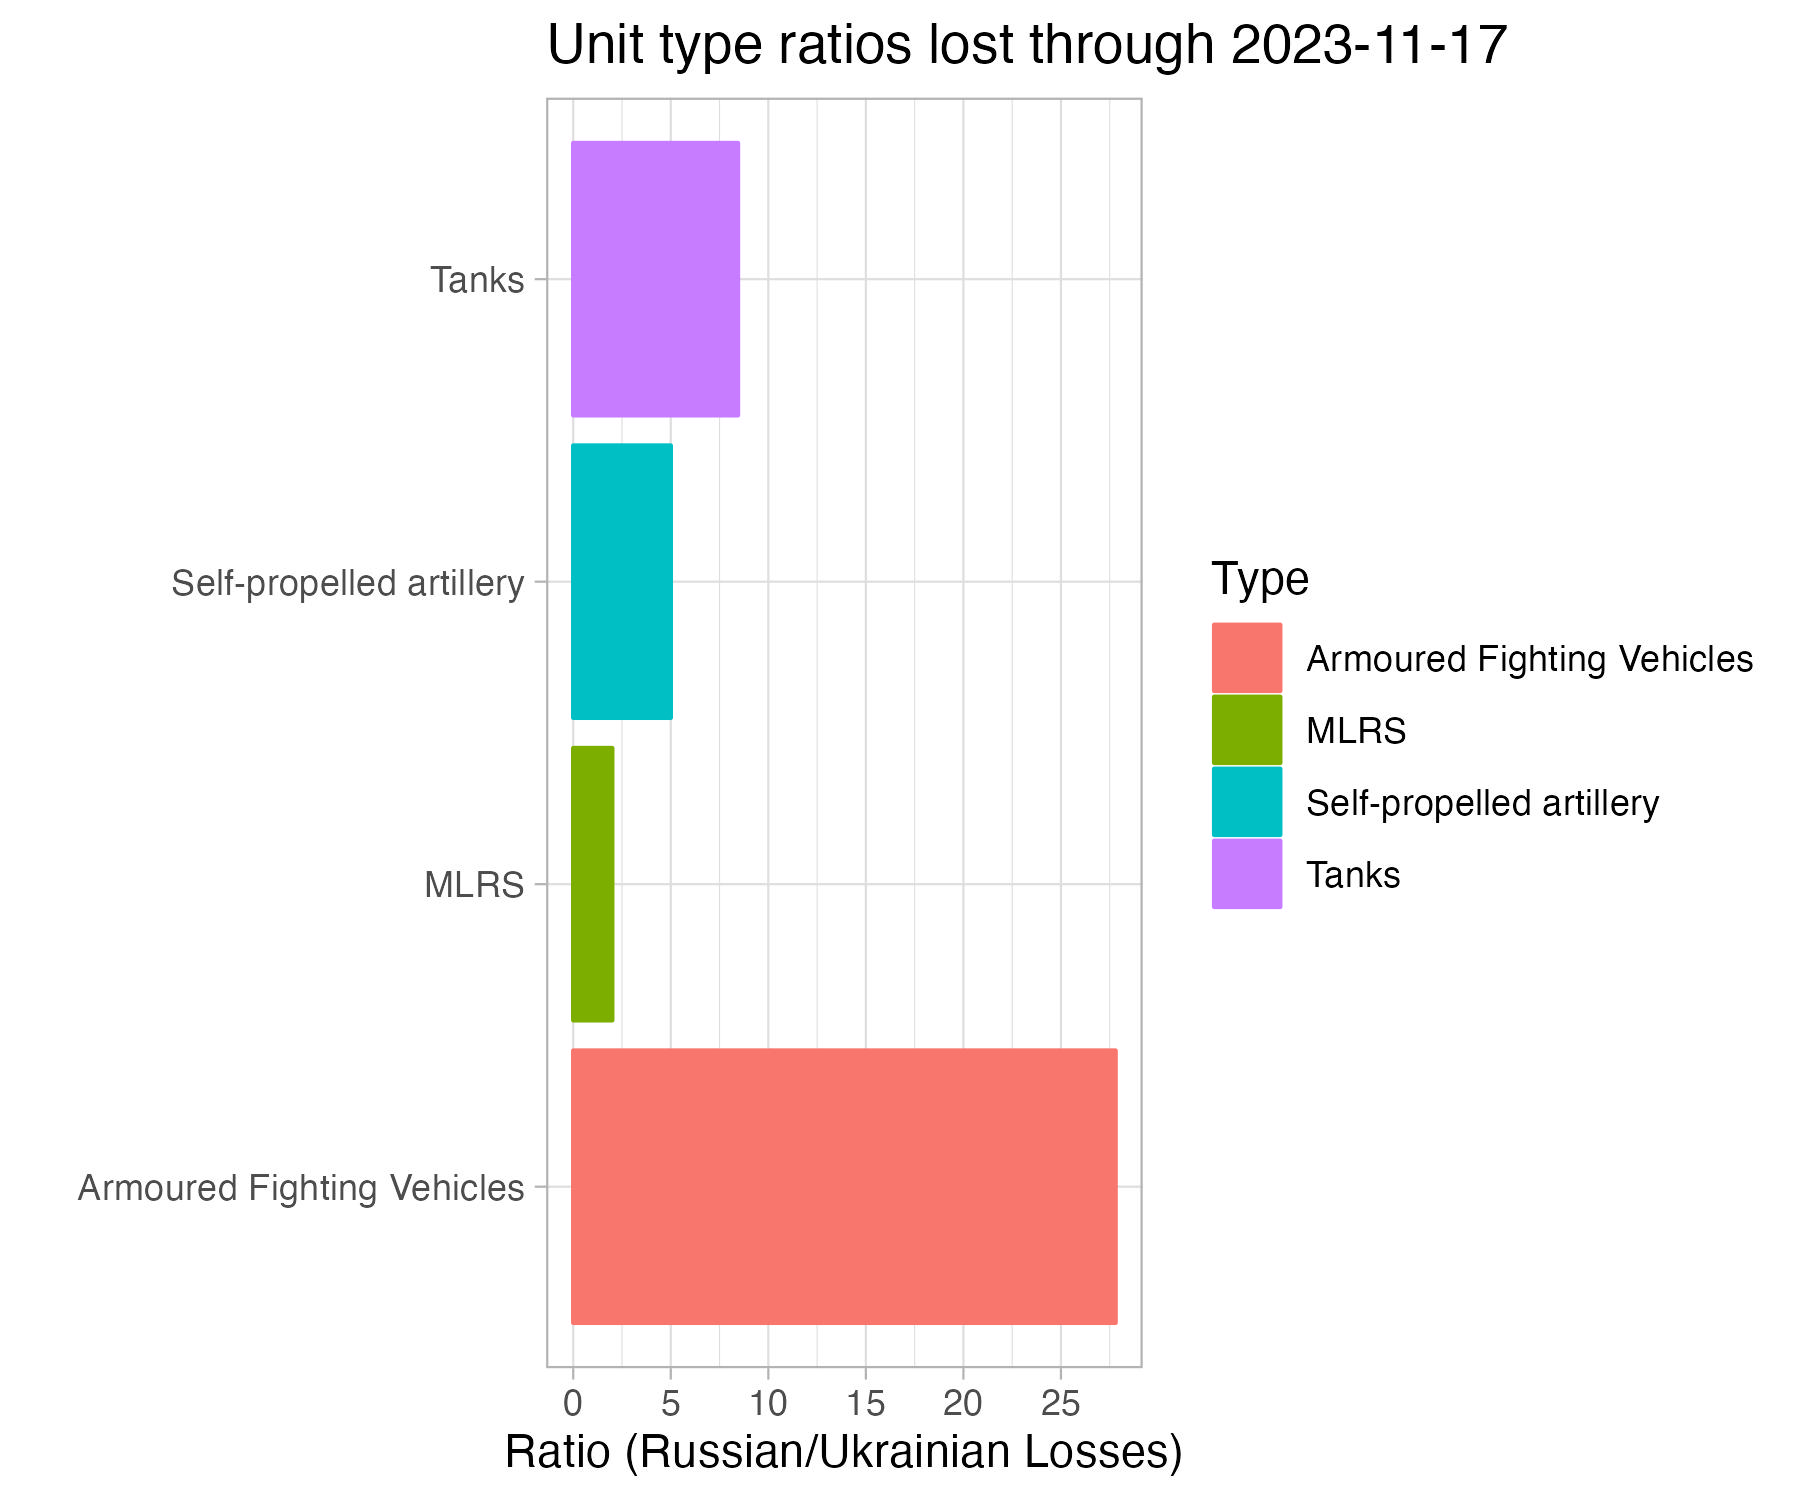 Unit type ratios lost through 2023-11-17
Tanks
Self-propelled artillery
MLRS
Armoured Fighting Vehicles
0 5 10 15 20 25
Ratio (Russian/Ukrainian Losses)
Type
Armoured Fighting Vehicles
MLRS
Self-propelled artillery
Tanks